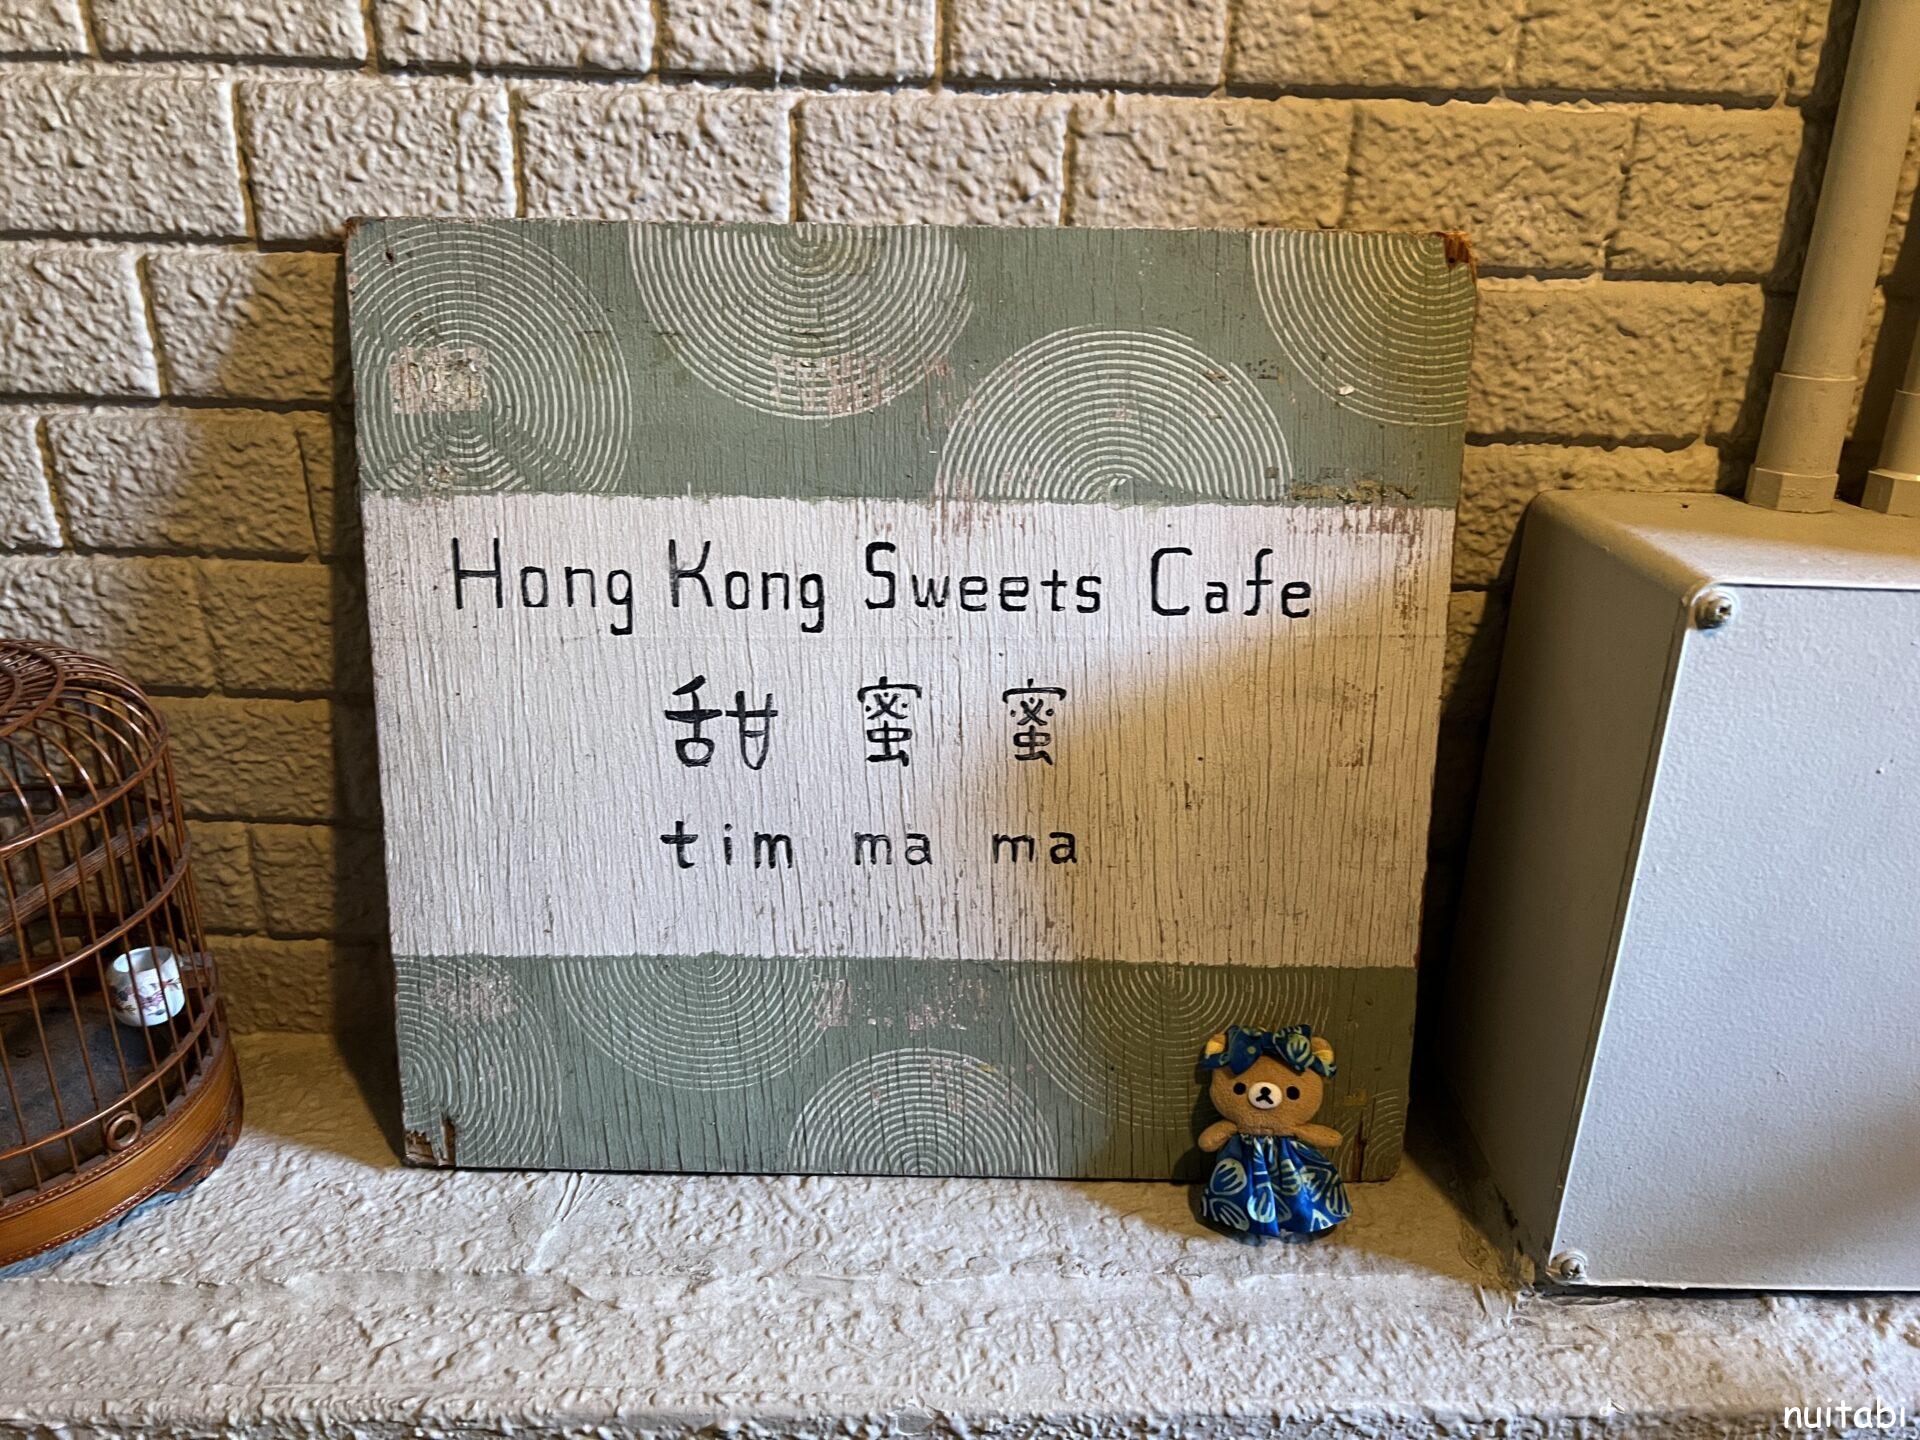 Hong Kong Sweets Cafe
甜蜜蜜
tim ma ma
nuitabi